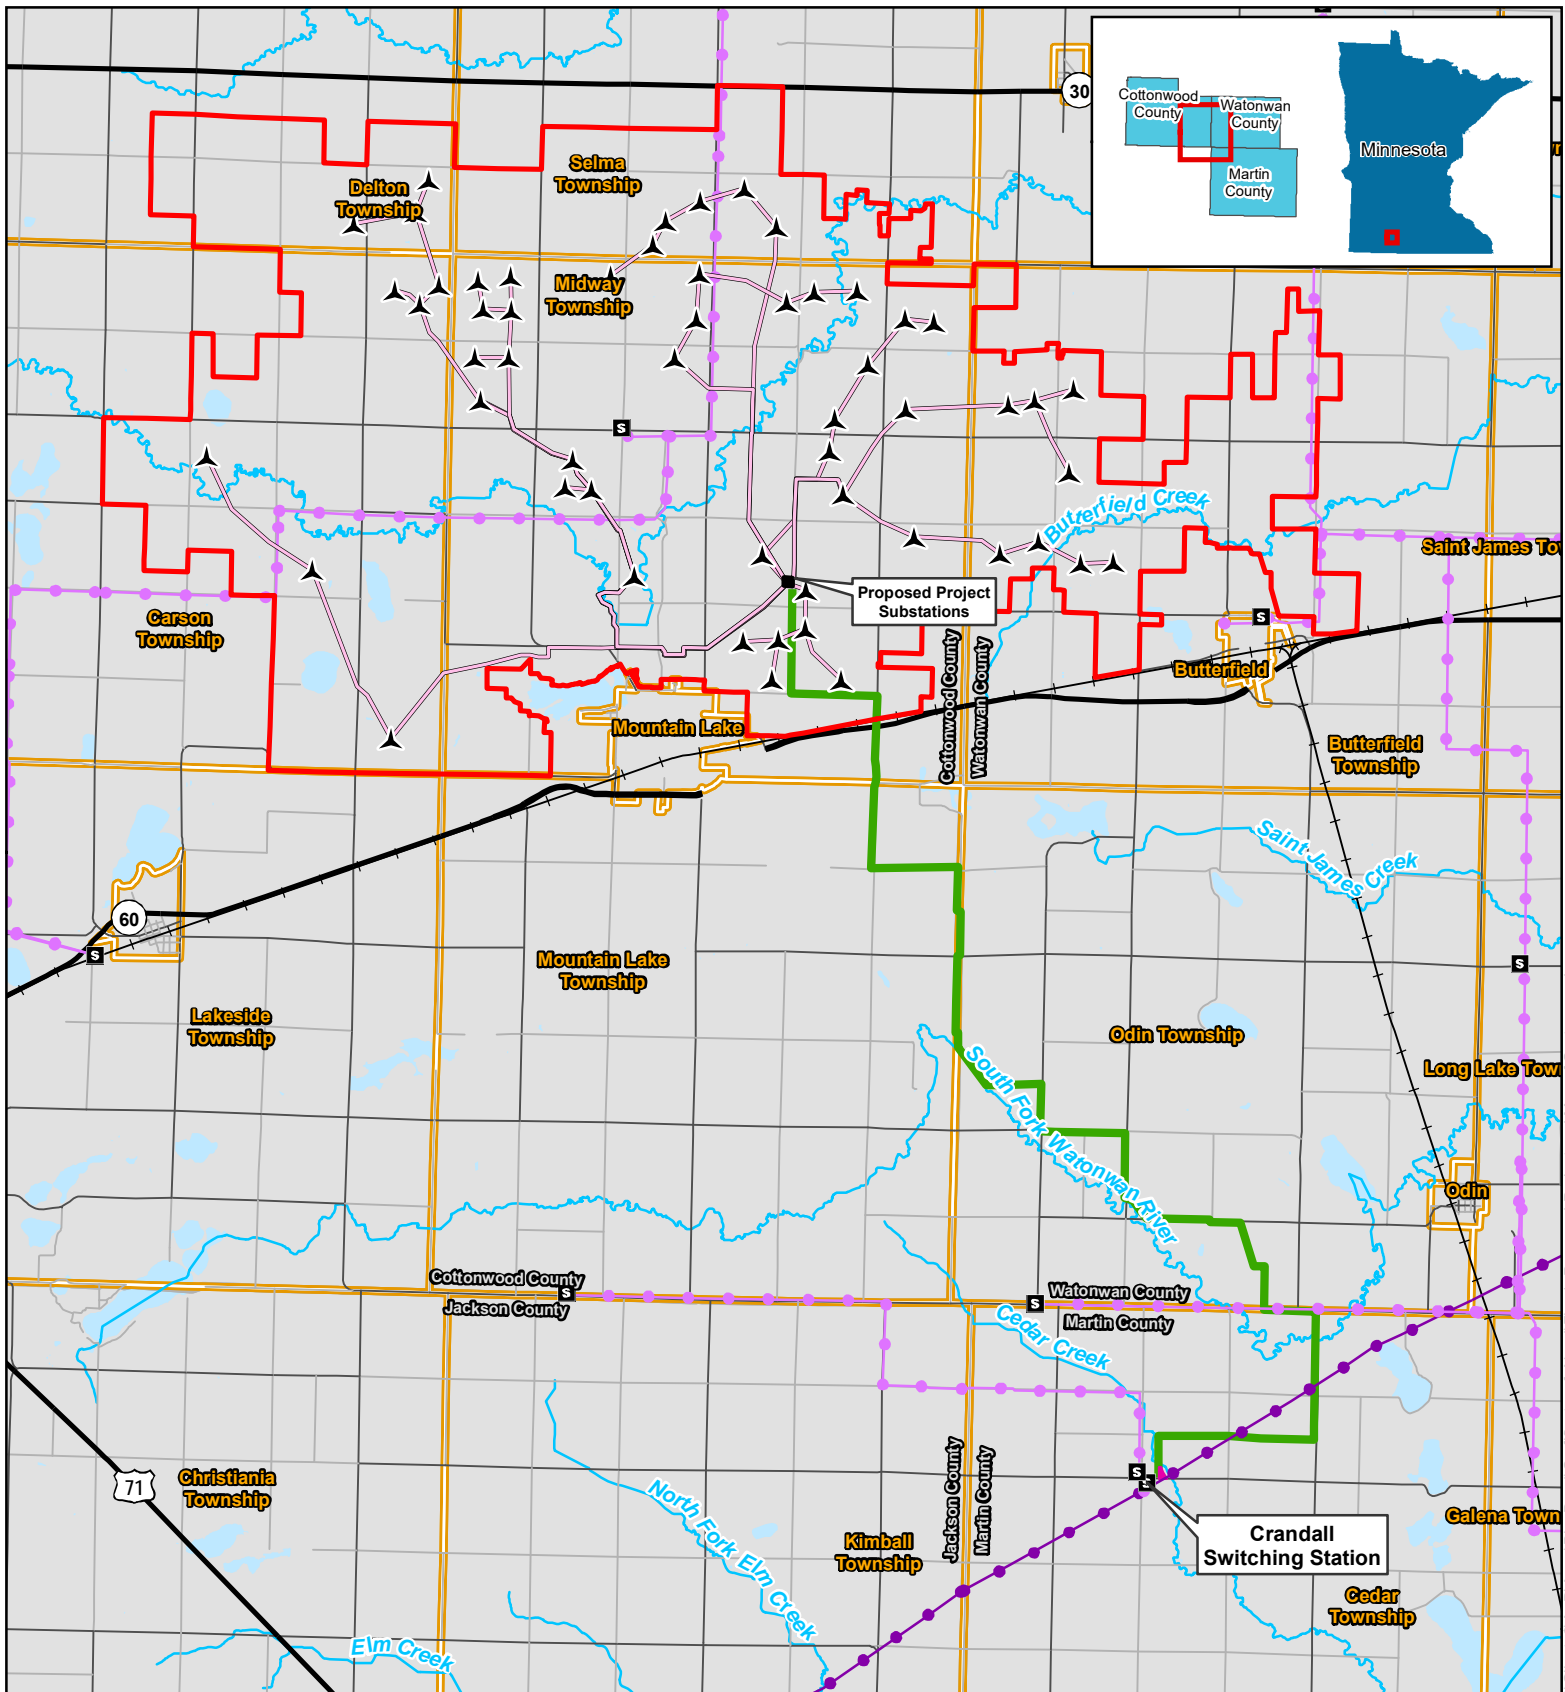 30
Cottonwood
County
Watonwan
County
Martin
County
Minnesota
Selma
Township
Delton
Township
Midway
Township
Butterfield Creek
Saint James To
Proposed Project
Substations
Carson
Township
Cottonwood County
Watonwan County
Butterfield
Mountain Lake
Butterfield
Township
Saint James Creek
60
Mountain Lake
Township
Lakeside
Township
Odin Township
South Fork Watonwan River
Long Lake Tow
Odin
Cottonwood County
Jackson County
Watonwan County
Martin County
Cedar Creek
71
Christiania
Township
Jackson County
Martin County
North Fork Elm Creek
Kimball
Township
Crandall
Switching Station
Galena Town
Cedar
Township
Elm Creek
S
S
S
S
S
S
S
S